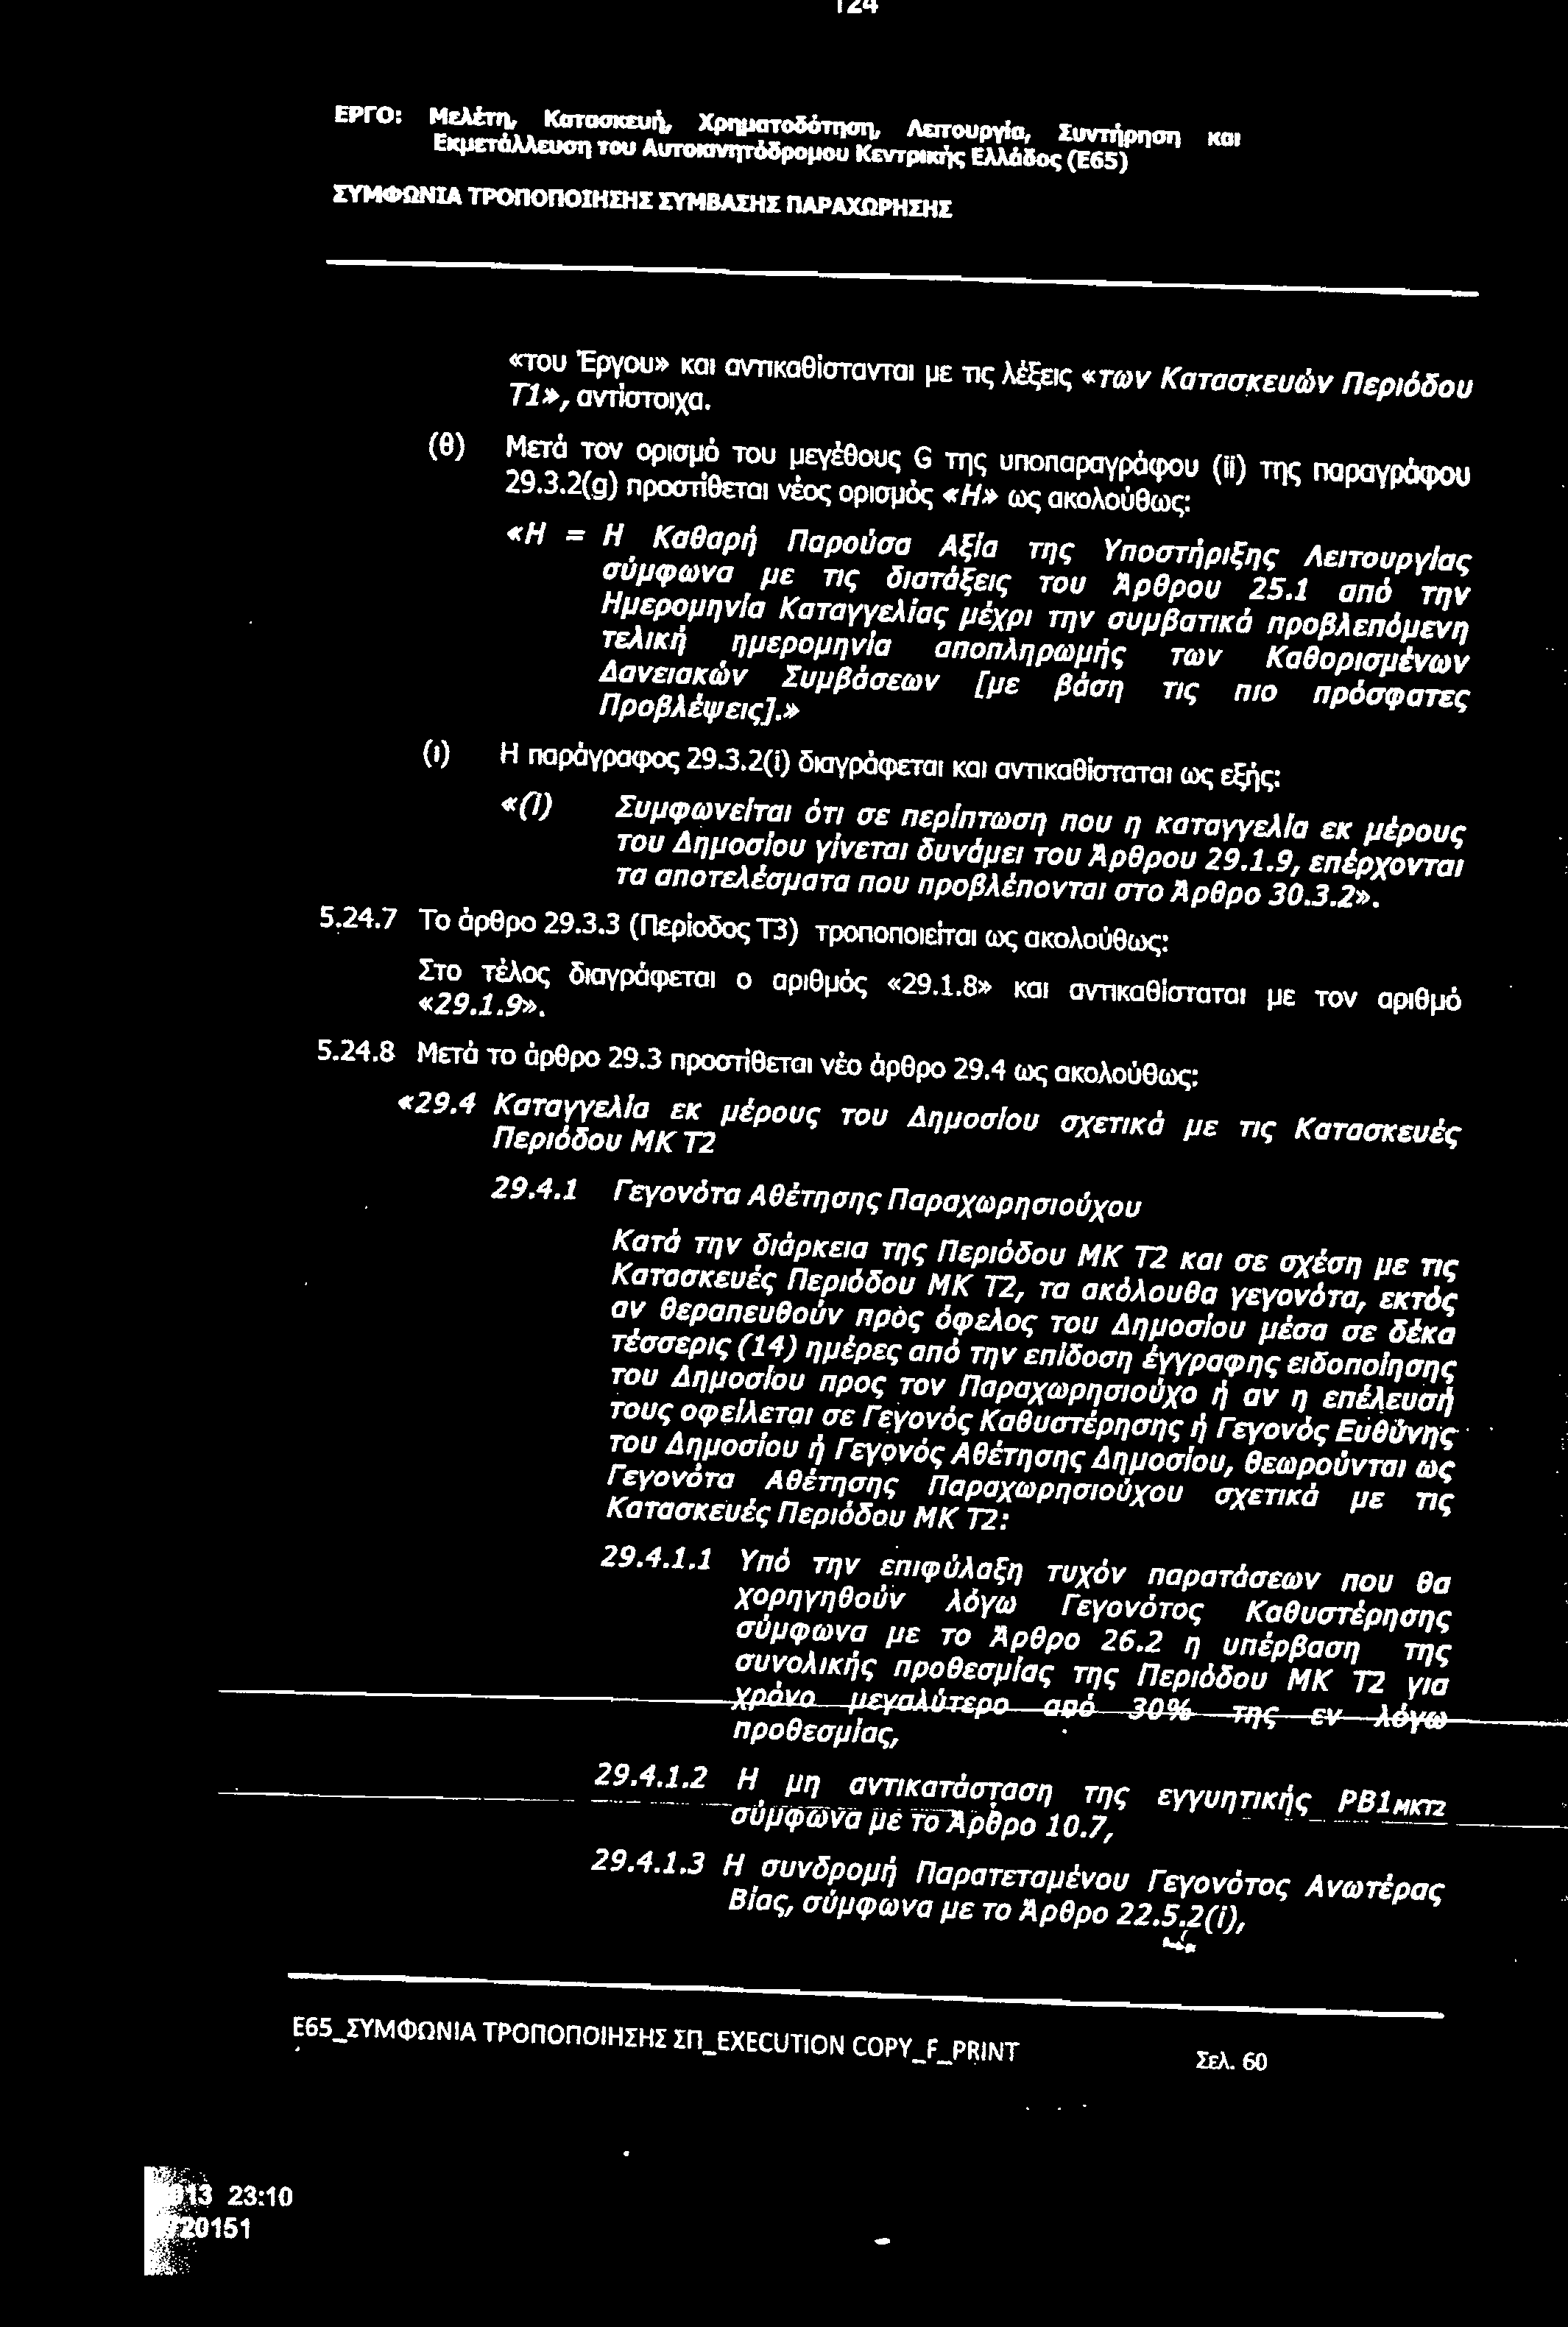 124
ΕΡΓΟ: Μελέτη, Κατασκευή, Χρηματοδότηση, Λειτουργία, Συντήρηση και
Εκμετάλλευση του Αυτοκινητόδρομου Κεντρικής Ελλάδος (Ε65)
ΣΥΜΦΩΝΙΑ ΤΡΟΠΟΠΟΙΗΣΗΣ ΣΥΜΒΑΣΗΣ ΠΑΡΑΧΩΡΗΣΗΣ
«του Έργου» και αντικαθίστανται με τις λέξεις «των Κατασκευών Περιόδου
Τ1», αντίστοιχα.
(θ) Μετά τον ορισμό του μεγέθους G της υποπαραγράφου (ii) της παραγράφου
29.3.2(g) προστίθεται νέος ορισμός «Η» ως ακολούθως:
«Η = Η Καθαρή Παρούσα Αξία της Υποστήριξης Λειτουργίας
σύμφωνα με τις διατάξεις του Άρθρου 25.1 από την
Ημερομηνία Καταγγελίας μέχρι την συμβατικά προβλεπόμενη
τελική ημερομηνία αποπληρωμής των Καθορισμένων
Δανειακών Συμβάσεων [με βάση τις πιο πρόσφατες
Προβλέψεις].»
(ι) Η παράγραφος 29.3.2(i) διαγράφεται και αντικαθίσταται ως εξής:
«(i) Συμφωνείται ότι σε περίπτωση που η καταγγελία εκ μέρους
του Δημοσίου γίνεται δυνάμει του Άρθρου 29.1.9, επέρχονται
τα αποτελέσματα που προβλέπονται στο Άρθρο 30.3.2».
5.24.7 Το άρθρο 29.3.3 (Περίοδος Τ3) τροποποιείται ως ακολούθως:
Στο τέλος διαγράφεται ο αριθμός «29.1.8» και αντικαθίσταται με τον αριθμό
«29.1.9».
5.24.8 Μετά το άρθρο 29.3 προστίθεται νέο άρθρο 29.4 ως ακολούθως:
«29.4 Καταγγελία εκ μέρους του Δημοσίου σχετικά με τις Κατασκευές
Περιόδου ΜΚ Τ2
29.4.1 Γεγονότα Αθέτησης Παραχωρησιούχου
Κατά την διάρκεια της Περιόδου ΜΚ Τ2 και σε σχέση με τις
Κατασκευές Περιόδου ΜΚ Τ2, τα ακόλουθα γεγονότα, εκτός
αν θεραπευθούν προς όφελος του Δημοσίου μέσα σε δέκα
τέσσερις (14) ημέρες από την επίδοση έγγραφης ειδοποίησης
του Δημοσίου προς τον Παραχωρησιούχο ή αν η επέλευσή
τους οφείλεται σε Γεγονός Καθυστέρησης ή Γεγονός Ευθύνης
του Δημοσίου ή Γεγονός Αθέτησης Δημοσίου, θεωρούνται ως
Γεγονότα Αθέτησης Παραχωρησιούχου σχετικά με τις
Κατασκευές Περιόδου ΜΚ Τ2:
29.4.1.1 Υπό την επιφύλαξη τυχόν παρατάσεων που θα
χορηγηθούν λόγω Γεγονότος Καθυστέρησης
σύμφωνα με το Άρθρο 26.2 η υπέρβαση της
συνολικής προθεσμίας της Περιόδου ΜΚ Τ2 για
χρόνο μεγαλύτερο από 30% της εν λόγω
προθεσμίας,
29.4.1.2 Η μη αντικατάσταση της εγγυητικής PB1ΜΚΤ2
σύμφωνα με το Άρθρο 10.7,
29.4.1.3 Η συνδρομή Παρατεταμένου Γεγονότος Ανωτέρας
Βίας, σύμφωνα με το Άρθρο 22.5.2(i),
E65_ΣΥΜΦΩΝΙΑ ΤΡΟΠΟΠΟΙΗΣΗΣ ΣΠ_EXECUTION COPY_F_PRINT Σελ. 60
013 23:10
720151